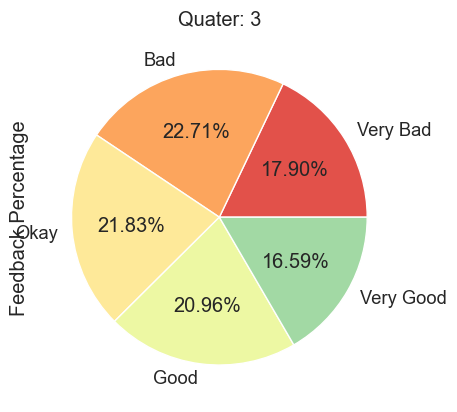 Quater: 3
Bad
Very Bad
22.71%
17.90%
Feedback Percentage
Okay
21.83%
16.59%
Very Good
20.96%
Good